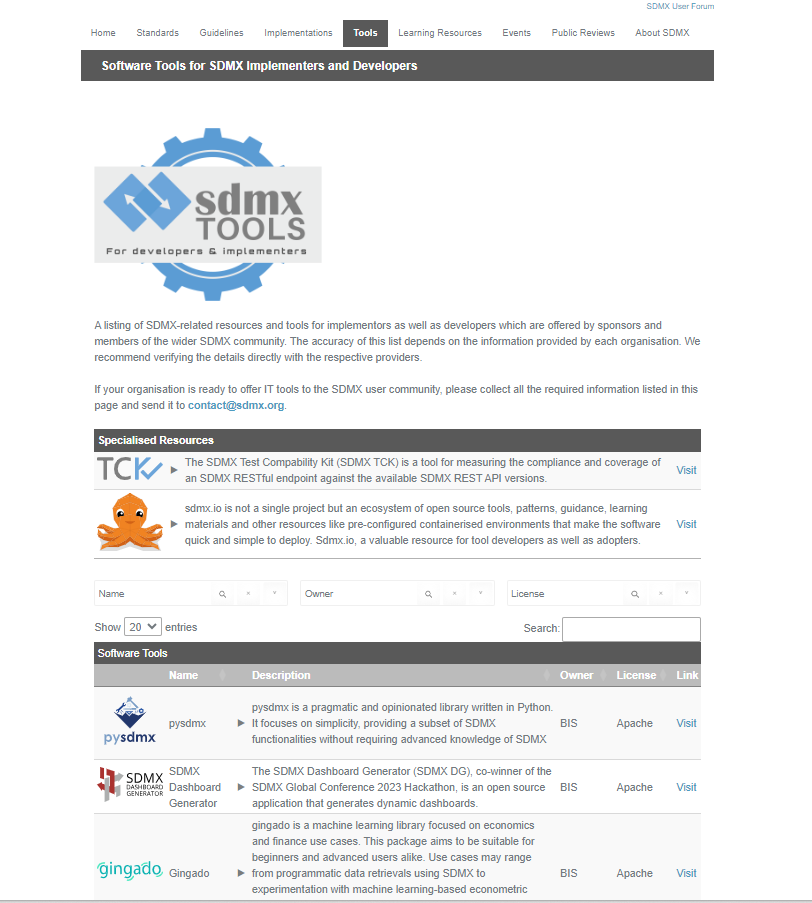 SDMX User Forum
Home Standards Guidelines Implementations Tools Learning Resources Events Public Reviews About SDMX
Software Tools for SDMX Implementers and Developers
sdmx
TOOLS
For developers & implementers
A listing of SDMX-related resources and tools for implementors as well as developers which are offered by sponsors and
members of the wider SDMX community. The accuracy of this list depends on the information provided by each organisation. We
recommend verifying the details directly with the respective providers.
If your organisation is ready to offer IT tools to the SDMX user community, please collect all the required information listed in this
page and send it to contact@sdmx.org.
Specialised Resources
TCK
The SDMX Test Compability Kit (SDMX TCK) is a tool for measuring the compliance and coverage of
an SDMX RESTful endpoint against the available SDMX REST API versions.
Visit
sdmx.io is not a single project but an ecosystem of open source tools, patterns, guidance, learning
materials and other resources like pre-configured containerised environments that make the software
quick and simple to deploy. Sdmx.io, a valuable resource for tool developers as well as adopters.
Visit
Name Owner License
Show 20 entries Search:
Software Tools
Name Description Owner License Link
pysdmx
pysdmx
pysdmx is a pragmatic and opinionated library written in Python.
It focuses on simplicity, providing a subset of SDMX
functionalities without requiring advanced knowledge of SDMX
BIS Apache Visit
SDMX
DASHBOARD
GENERATOR
SDMX
Dashboard
Generator
The SDMX Dashboard Generator (SDMX DG), co-winner of the
SDMX Global Conference 2023 Hackathon, is an open source
application that generates dynamic dashboards.
BIS Apache Visit
gingado
Gingado
gingado is a machine learning library focused on economics
and finance use cases. This package aims to be suitable for
beginners and advanced users alike. Use cases may range
from programmatic data retrievals using SDMX to
experimentation with machine learning-based econometric
BIS Apache Visit